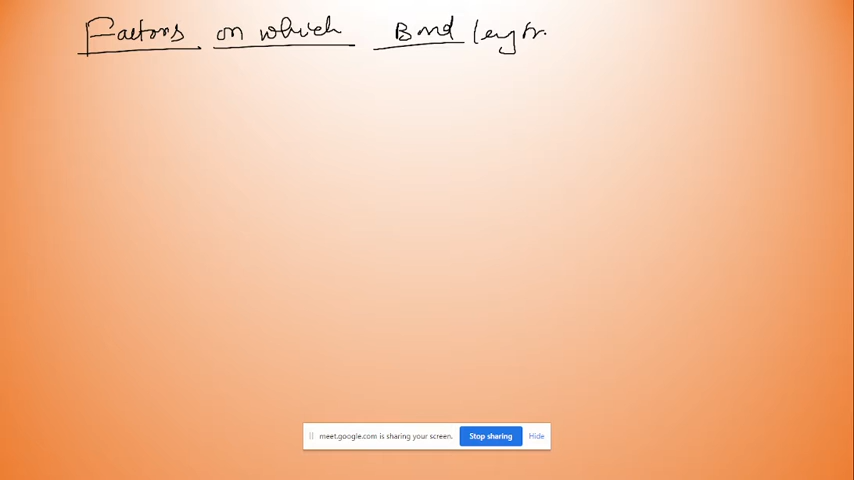 Factors on which Bond length
meet.google.com is sharing your screen. Stop sharing Hide